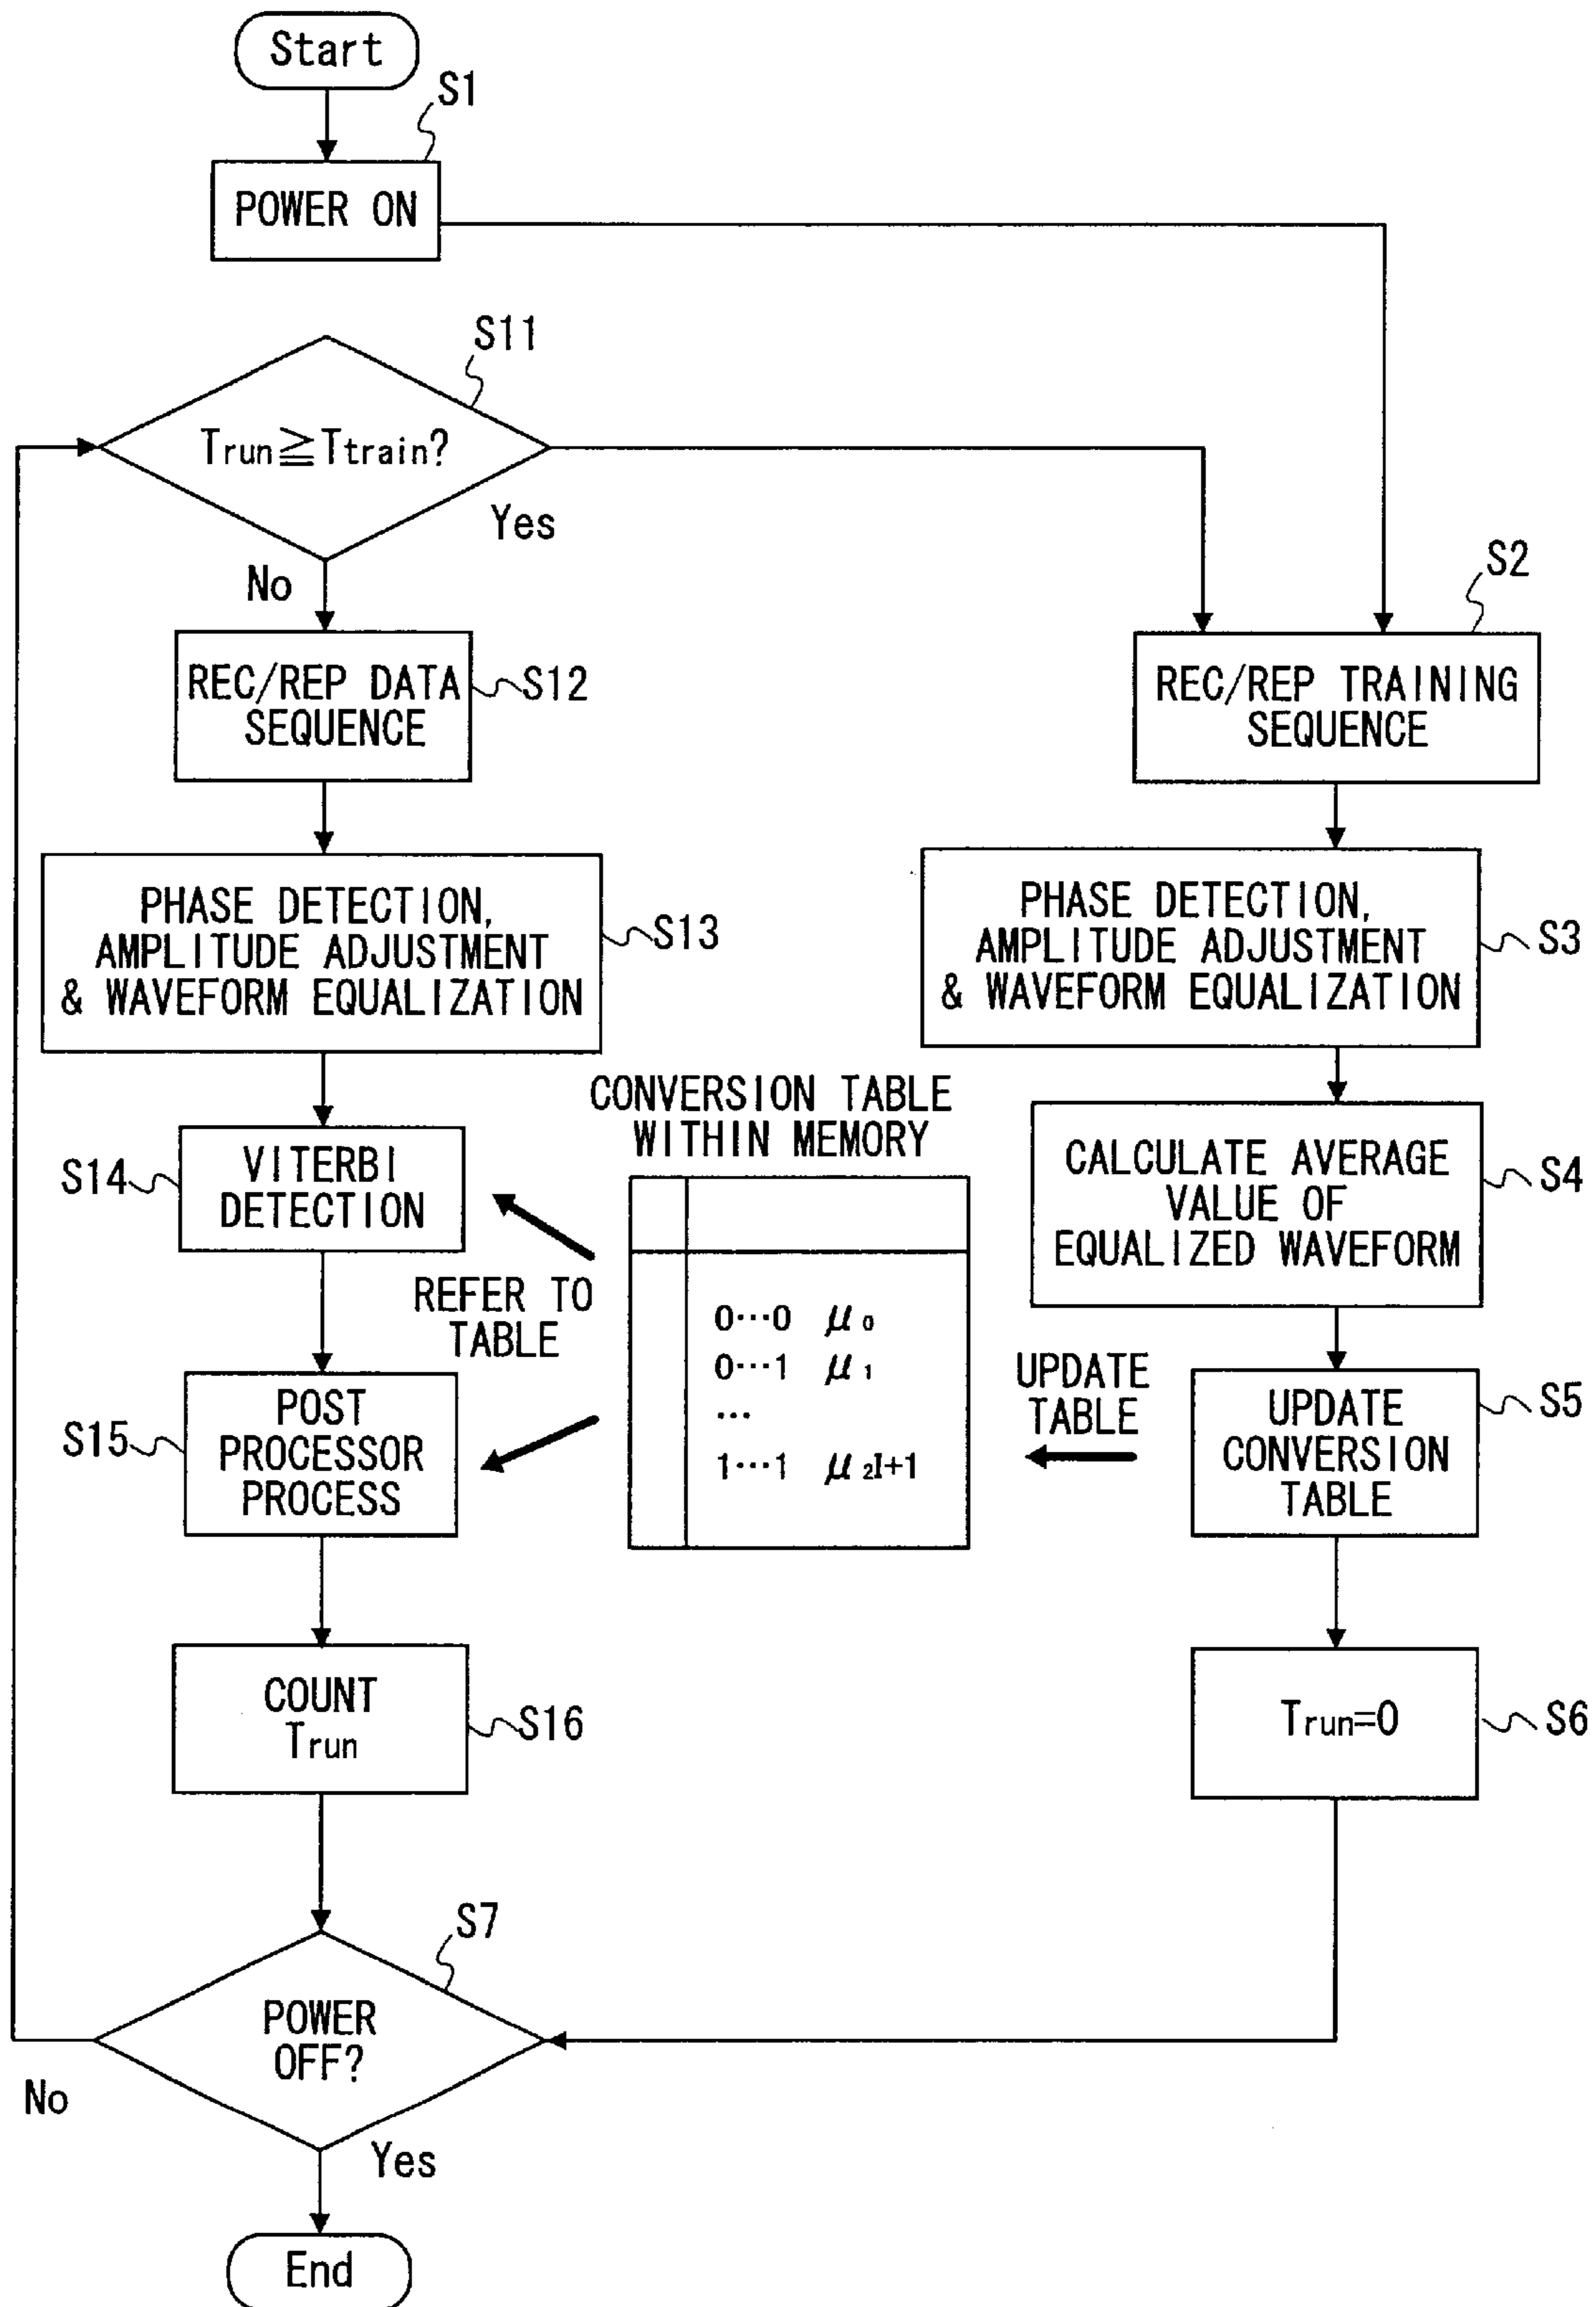 Start
S1
POWER ON
S11
Trun≧Ttrain?
Yes
No
S2
REC/REP DATA
SEQUENCE
S12
REC/REP TRAINING
SEQUENCE
PHASE DETECTION,
AMPLITUDE ADJUSTMENT
& WAVEFORM EQUALIZATION
S13
PHASE DETECTION,
AMPLITUDE ADJUSTMENT
& WAVEFORM EQUALIZATION
S3
CONVERSION TABLE
WITHIN MEMORY
S14
VITERBI
DETECTION
CALCULATE AVERAGE
VALUE OF
EQUALIZED WAVEFORM
S4
REFER TO
TABLE
0···0 μ0
0···1 μ1
···
1···1 μ2I+1
UPDATE
TABLE
S15
POST
PROCESSOR
PROCESS
UPDATE
CONVERSION
TABLE
S5
COUNT
Trun
S16
Trun=0
S6
S7
POWER
OFF?
No
Yes
End